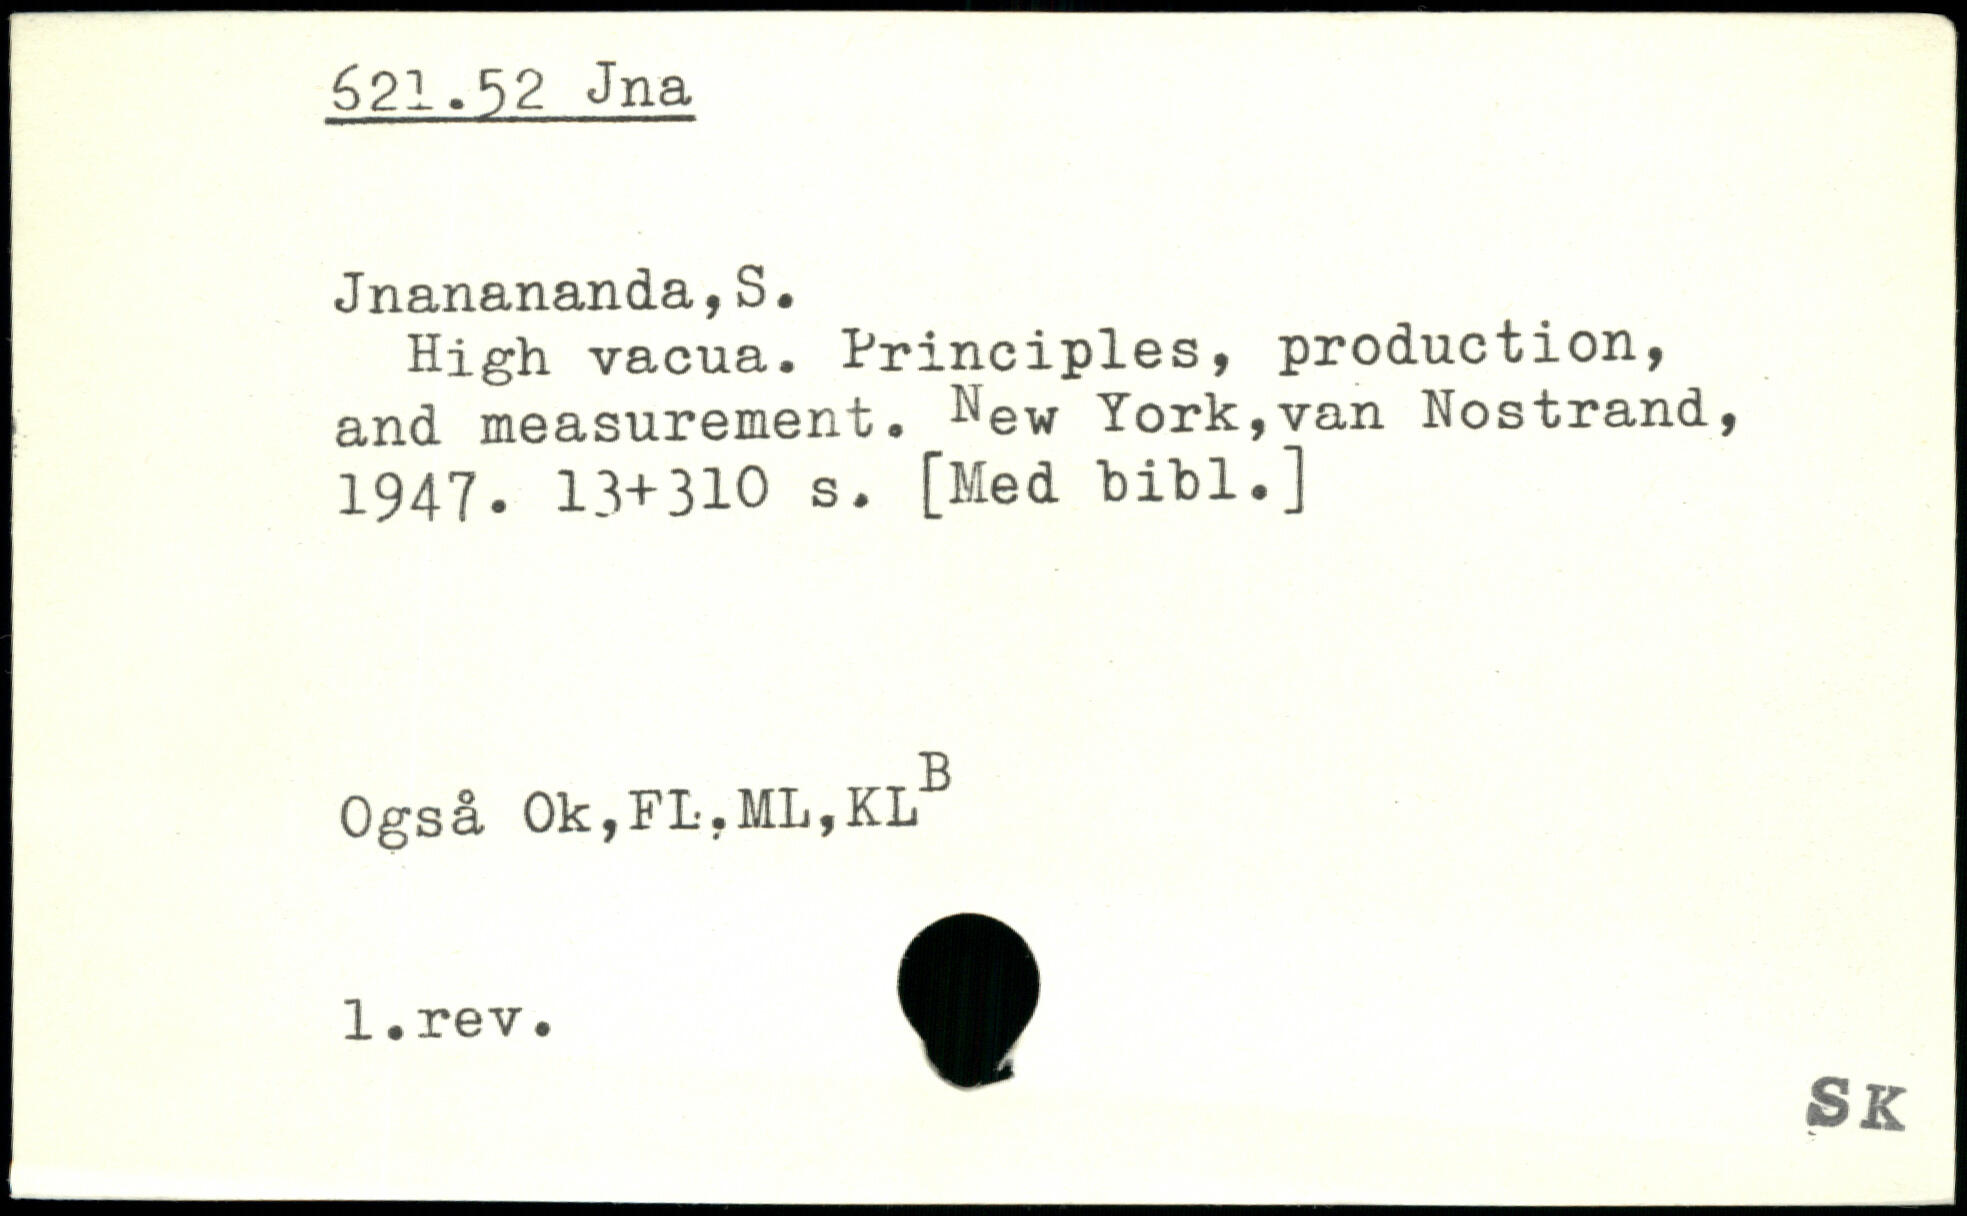 621.52 Jna
Jnanananda,S.
High vacua. Principles, production,
and measurement. New York,van Nostrand,
1947. 13+310 s. [Med bibl.]
Også Ok,FL,ML,KLB
1.rev.
SK